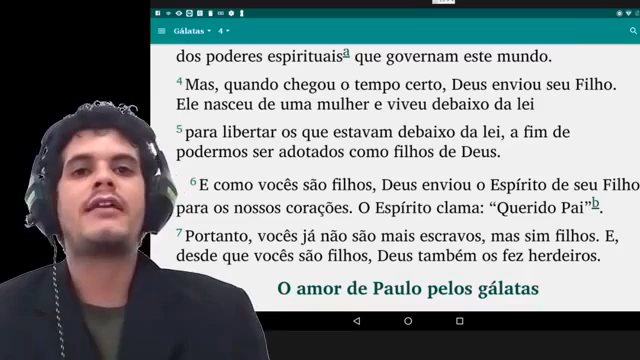 Gálatas 4
dos poderes espirituaisa que governam este mundo.
4 Mas, quando chegou o tempo certo, Deus enviou seu Filho.
Ele nasceu de uma mulher e viveu debaixo da lei
5 para libertar os que estavam debaixo da lei, a fim de
podermos ser adotados como filhos de Deus.
6 E como vocês são filhos, Deus enviou o Espírito de seu Filho
para os nossos corações. O Espírito clama: “Querido Pai”b.
7 Portanto, vocês já não são mais escravos, mas sim filhos. E,
desde que vocês são filhos, Deus também os fez herdeiros.
O amor de Paulo pelos gálatas